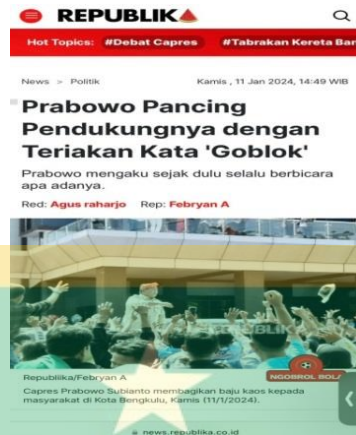 REPUBLIKA
Hot Topics: #Debat Capres #Tabrakan Kereta Ban
News > Politik Kamis , 11 Jan 2024, 14:49 WIB
Prabowo Pancing
Pendukungnya dengan
Teriakan Kata 'Goblok'
Prabowo mengaku sejak dulu selalu berbicara
apa adanya.
Red: Agus raharjo Rep: Febryan A
REPUBLIKA
NGOBROL BOLA
Republiika/Febryan A
Capres Prabowo Subianto membagikan baju kaos kepada
masyarakat di Kota Bengkulu, Kamis (11/1/2024).
news.republika.co.id